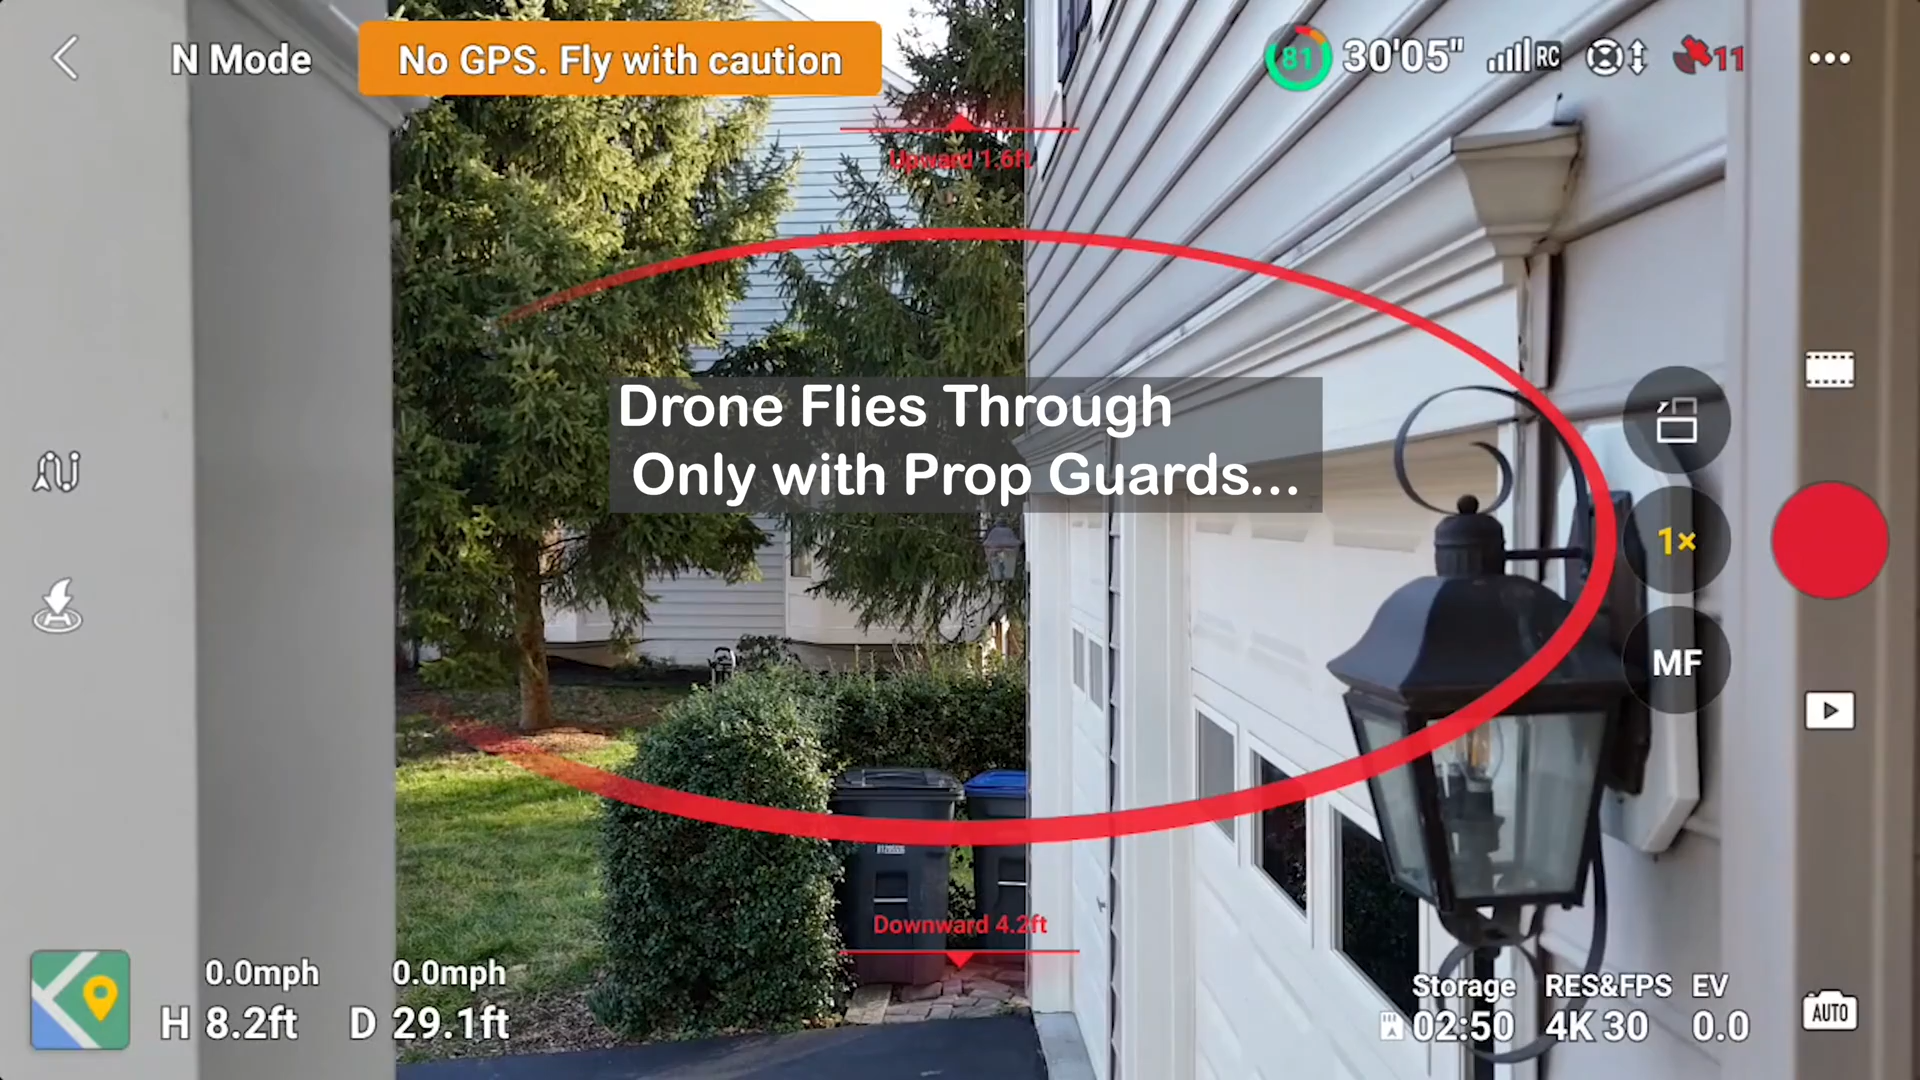 N Mode
No GPS. Fly with caution
81
30'05"
RC
11
Upward 1.6ft
Drone Flies Through
Only with Prop Guards...
1×
MF
Downward 4.2ft
0.0mph
0.0mph
H 8.2ft
D 29.1ft
Storage
RES&FPS
EV
02:50
4K 30
0.0
AUTO